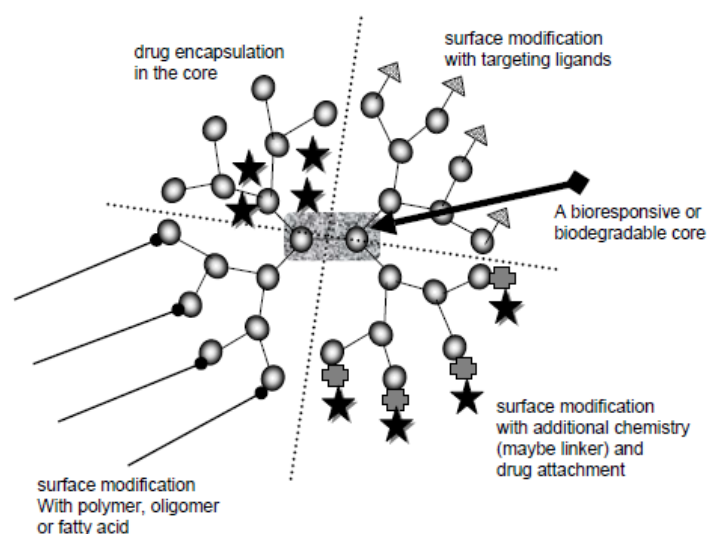 drug encapsulation
in the core
surface modification
with targeting ligands
A bioresponsive or
biodegradable core
surface modification
with additional chemistry
(maybe linker) and
drug attachment
surface modification
With polymer, oligomer
or fatty acid